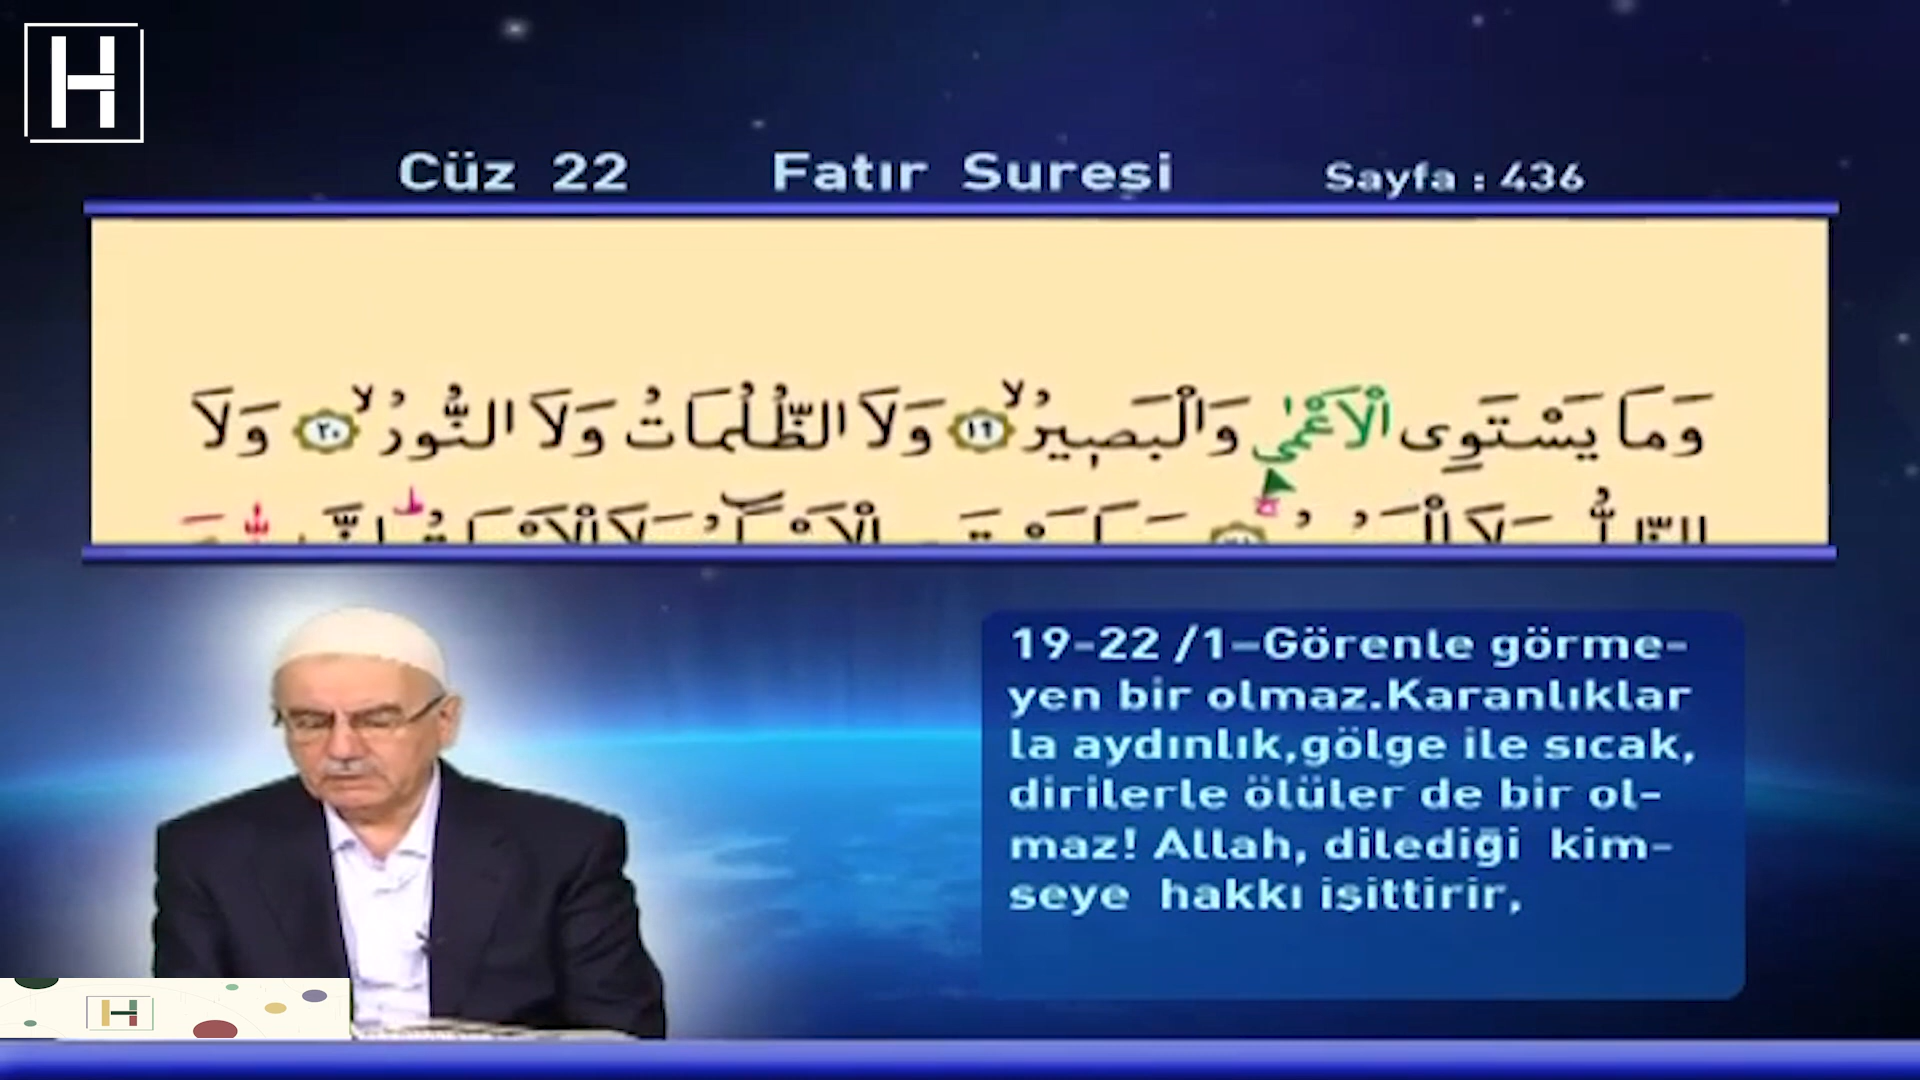 H
Cüz 22 Fatır Suresi Sayfa : 436
وَمَا يَسْتَوِى الْاَعْمٰى وَالْبَصٖيرُۙ ﴿١٩﴾ وَلَا الظُّلُمَاتُ وَلَا النُّورُۙ ﴿٢٠﴾ وَلَا
19-22 /1-Görenle görme-
yen bir olmaz.Karanlıklar
la aydınlık,gölge ile sıcak,
dirilerle ölüler de bir ol-
maz! Allah, dilediği kim-
seye hakkı işittirir,
H